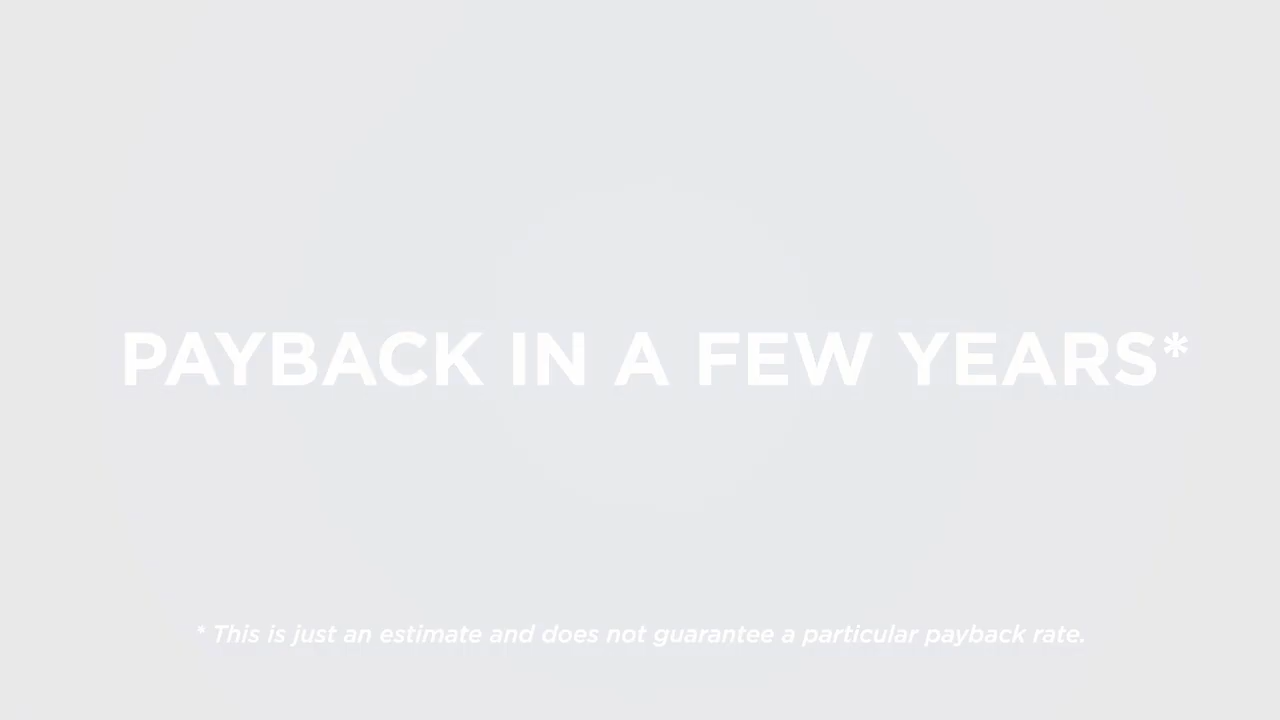 PAYBACK IN A FEW YEARS*
* This is just an estimate and does not guarantee a particular payback rate.